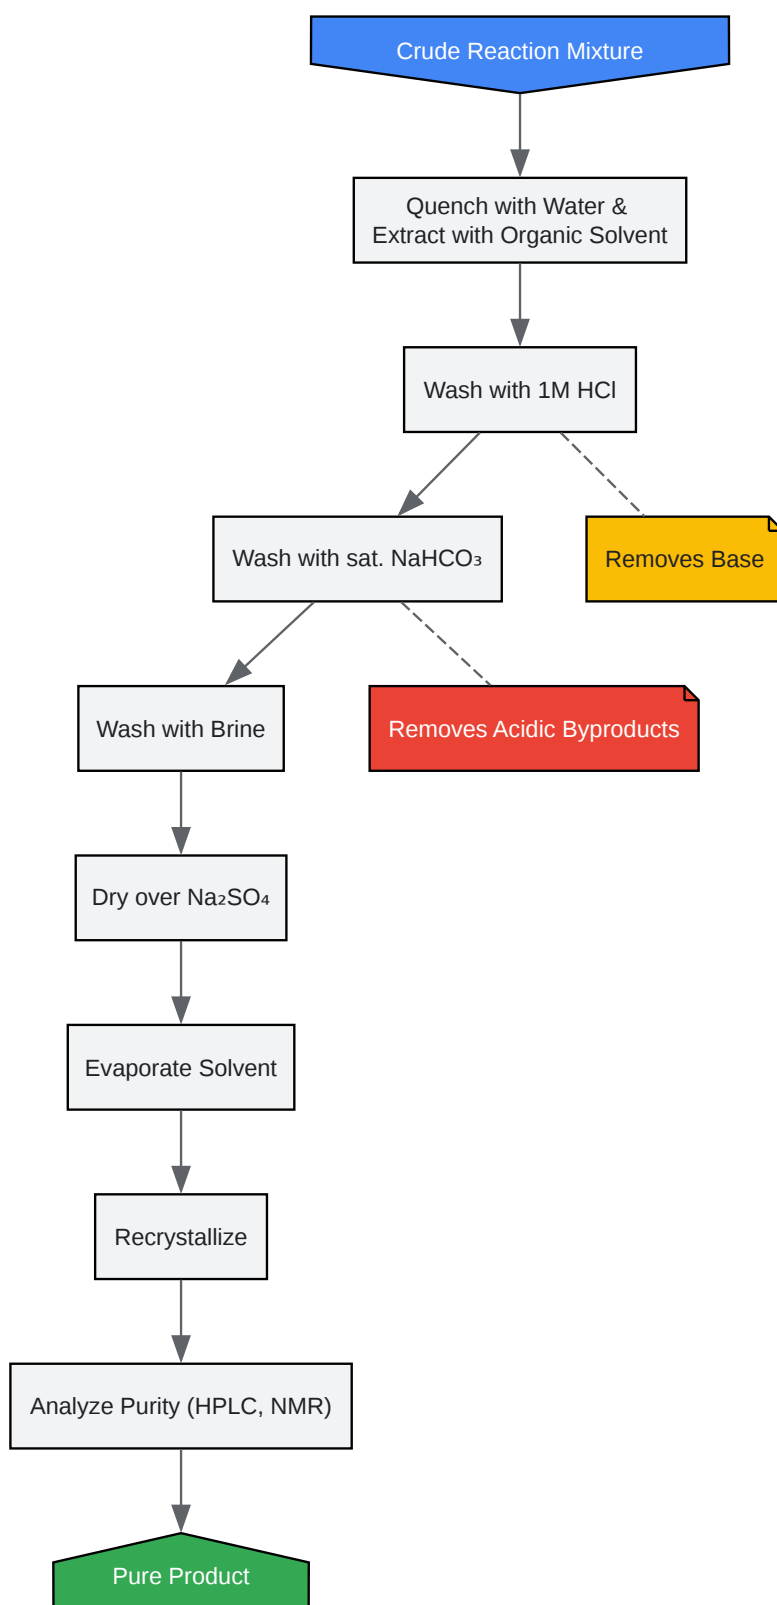 Crude Reaction Mixture
Quench with Water &
Extract with Organic Solvent
Wash with 1M HCl
Wash with sat. NaHCO₃
Removes Base
Wash with Brine
Removes Acidic Byproducts
Dry over Na₂SO₄
Evaporate Solvent
Recrystallize
Analyze Purity (HPLC, NMR)
Pure Product